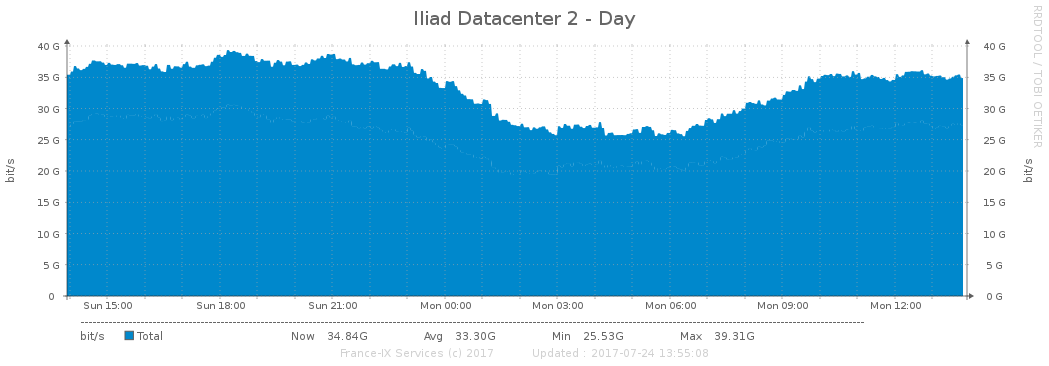 Iliad Datacenter 2 - Day
RRDTOOL / TOBI OETIKER
bit/s
40 G
35 G
30 G
25 G
20 G
15 G
10 G
5 G
0
40 G
35 G
30 G
25 G
20 G
15 G
10 G
5 G
0 G
bit/s
Sun 15:00 Sun 18:00 Sun 21:00 Mon 00:00 Mon 03:00 Mon 06:00 Mon 09:00 Mon 12:00
bit/s Total Now 34.84G Avg 33.30G Min 25.53G Max 39.31G
France-IX Services (c) 2017 Updated : 2017-07-24 13:55:08